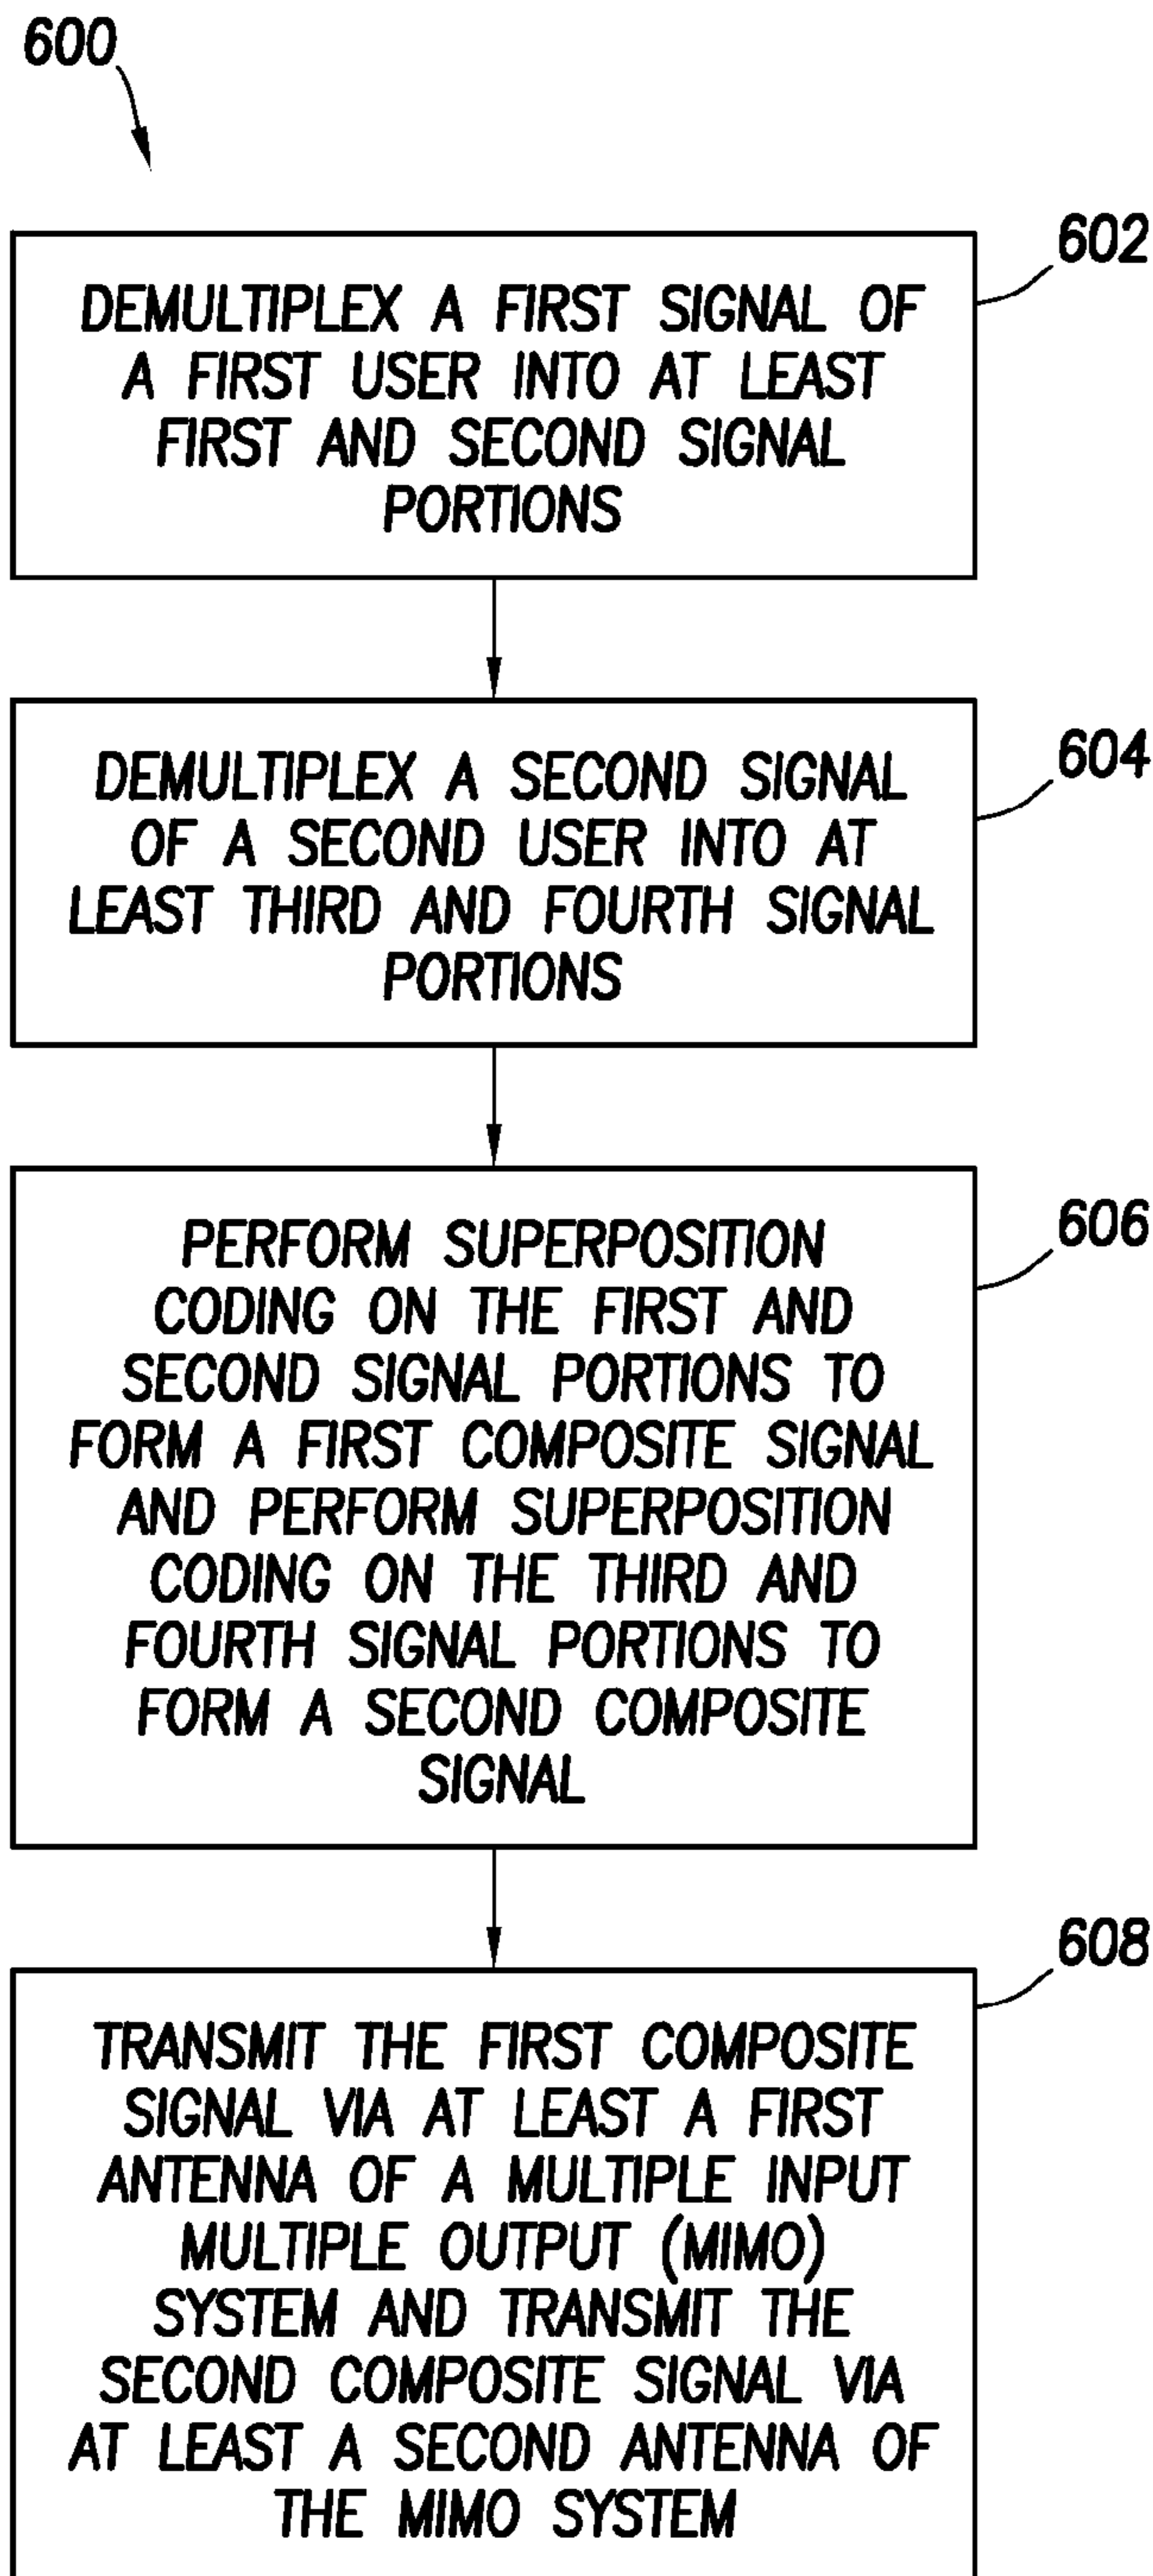 600
602
DEMULTIPLEX A FIRST SIGNAL OF
A FIRST USER INTO AT LEAST
FIRST AND SECOND SIGNAL
PORTIONS
604
DEMULTIPLEX A SECOND SIGNAL
OF A SECOND USER INTO AT
LEAST THIRD AND FOURTH SIGNAL
PORTIONS
606
PERFORM SUPERPOSITION
CODING ON THE FIRST AND
SECOND SIGNAL PORTIONS TO
FORM A FIRST COMPOSITE SIGNAL
AND PERFORM SUPERPOSITION
CODING ON THE THIRD AND
FOURTH SIGNAL PORTIONS TO
FORM A SECOND COMPOSITE
SIGNAL
608
TRANSMIT THE FIRST COMPOSITE
SIGNAL VIA AT LEAST A FIRST
ANTENNA OF A MULTIPLE INPUT
MULTIPLE OUTPUT (MIMO)
SYSTEM AND TRANSMIT THE
SECOND COMPOSITE SIGNAL VIA
AT LEAST A SECOND ANTENNA OF
THE MIMO SYSTEM